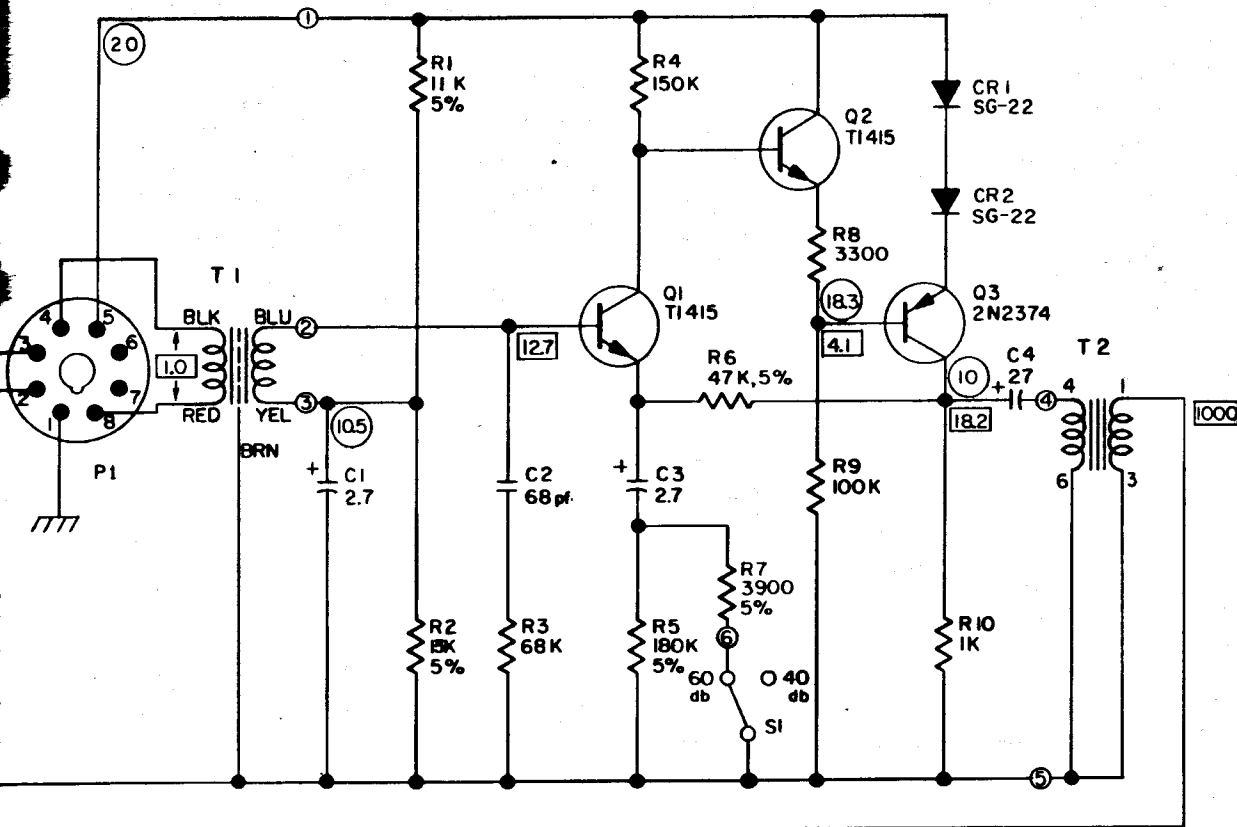 1
20
R1
11 K
5%
R4
150K
CR1
SG-22
Q2
TI415
CR2
SG-22
R8
3300
T1
4
5
3
6
2
7
1
8
P1
BLK
BLU
2
1.0
RED
YEL
3
BRN
10.5
12.7
Q1
TI415
18.3
4.1
Q3
2N2374
R6
47K,5%
10
18.2
C4
+
27
4
T2
4
1
6
3
1000
+
C1
2.7
C2
68 pf.
+
C3
2.7
R9
100K
R7
3900
5%
6
R2
5%
R3
68K
R5
180K
5%
60
db
40
db
S1
R10
1K
5